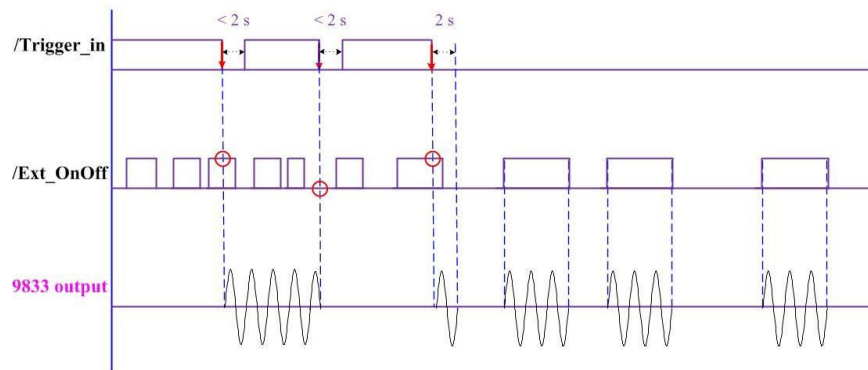 < 2 s < 2 s 2 s
/Trigger_in
/Ext_OnOff
9833 output